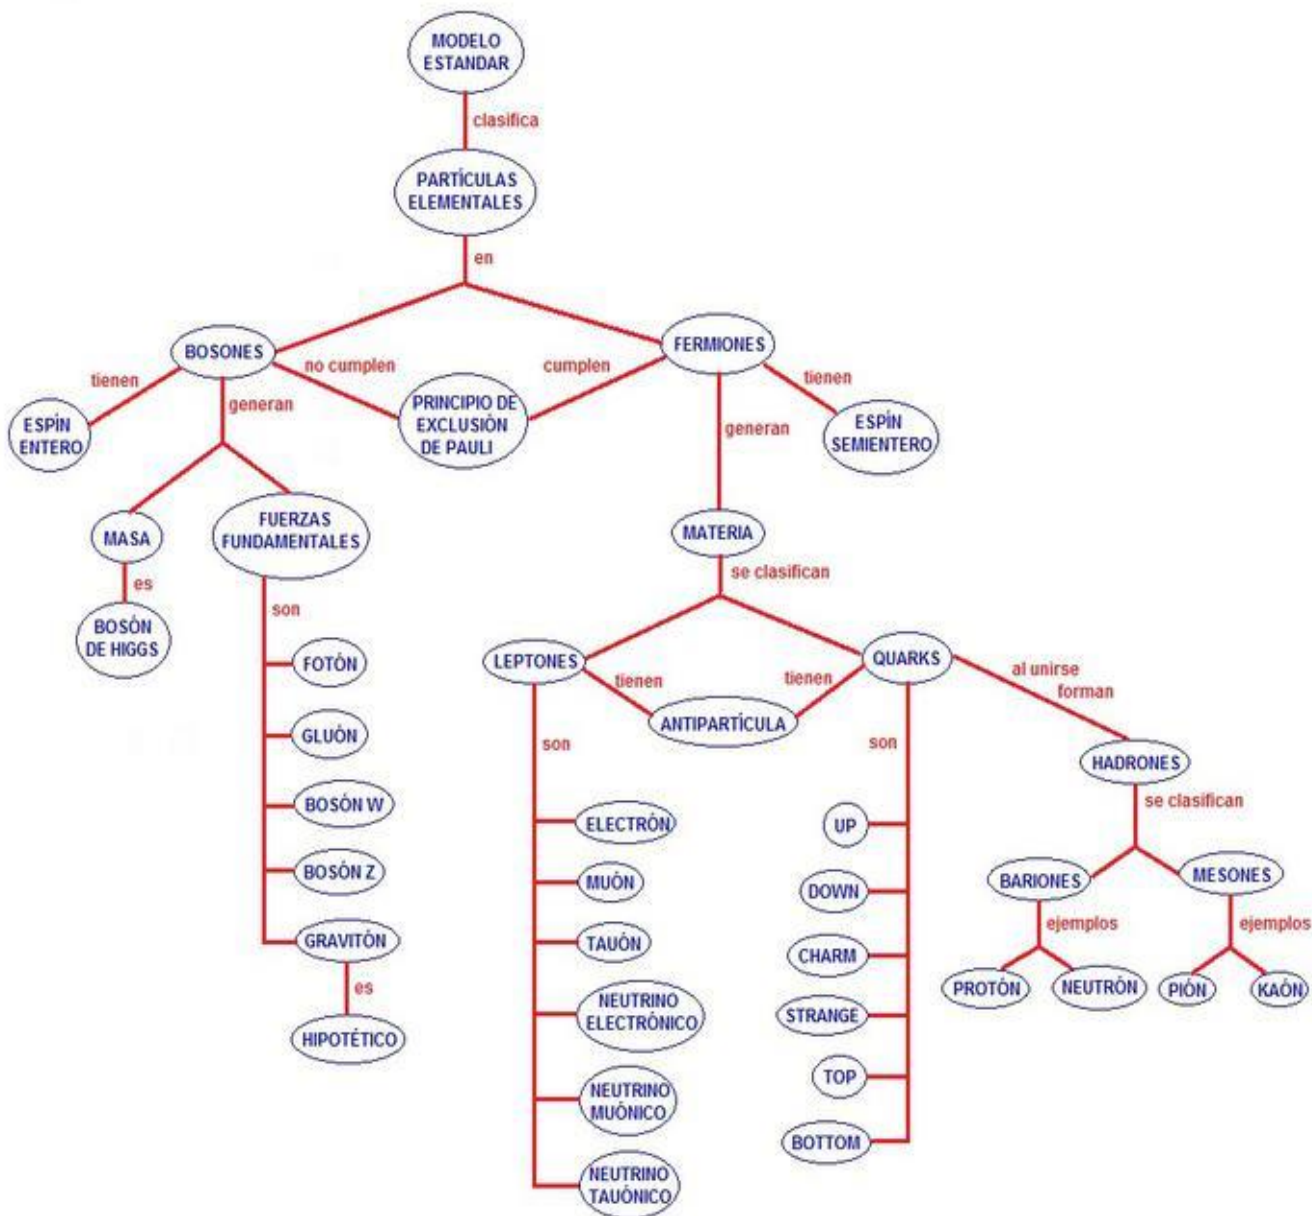 MODELO
ESTANDAR
clasifica
PARTÍCULAS
ELEMENTALES
en
BOSONES
FERMIONES
tienen
no cumplen
cumplen
tienen
generan
generan
ESPÍN
ENTERO
PRINCIPIO DE
EXCLUSIÓN
DE PAULI
ESPÍN
SEMIENTERO
MASA
FUERZAS
FUNDAMENTALES
MATERIA
es
son
se clasifican
BOSÓN
DE HIGGS
FOTÓN
GLUÓN
BOSÓN W
BOSÓN Z
GRAVITÓN
es
HIPOTÉTICO
LEPTONES
QUARKS
tienen
tienen
ANTIPARTÍCULA
al unirse
forman
son
son
ELECTRÓN
MUÓN
TAUÓN
NEUTRINO
ELECTRÓNICO
NEUTRINO
MUÓNICO
NEUTRINO
TAUÓNICO
UP
DOWN
CHARM
STRANGE
TOP
BOTTOM
HADRONES
se clasifican
BARIONES
MESONES
ejemplos
ejemplos
PROTÓN
NEUTRÓN
PIÓN
KAÓN